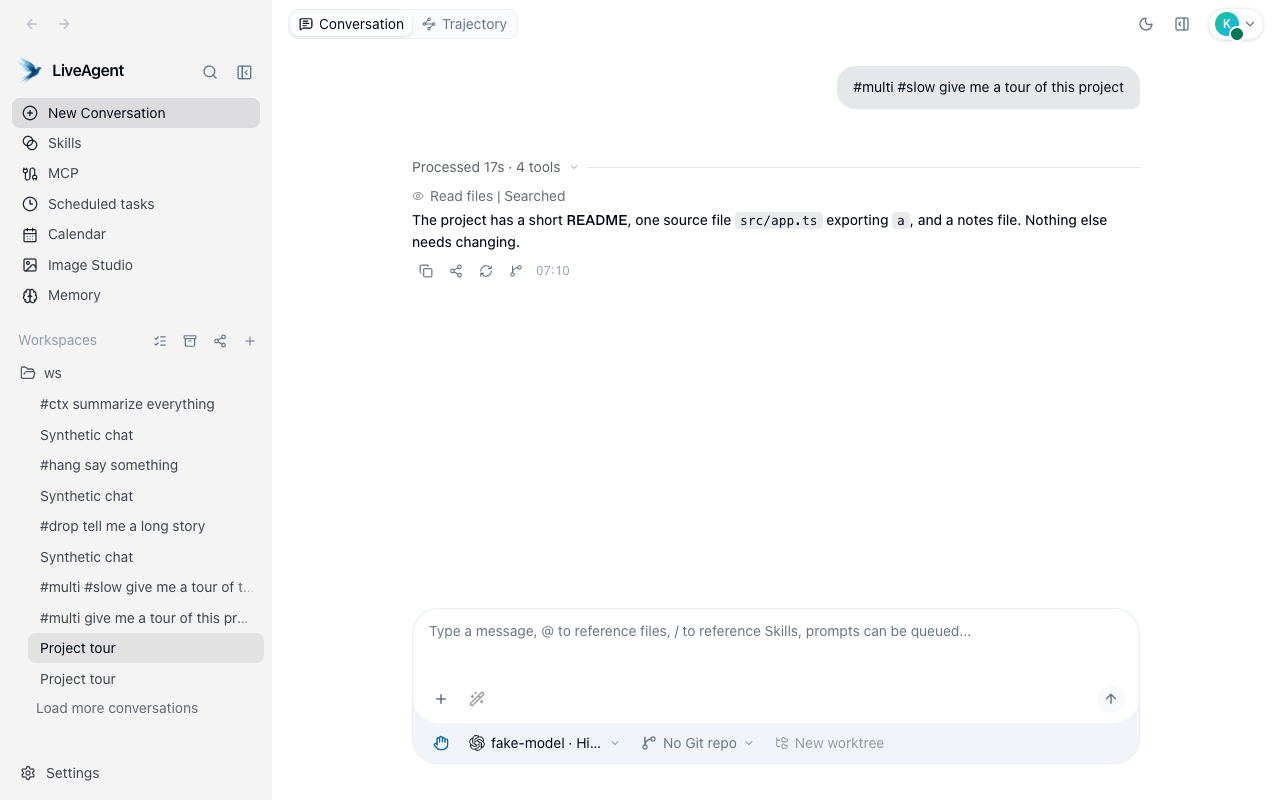 LiveAgent
New Conversation
Skills
MCP
Scheduled tasks
Calendar
Image Studio
Memory
Workspaces
ws
#ctx summarize everything
Synthetic chat
#hang say something
Synthetic chat
#drop tell me a long story
Synthetic chat
#multi #slow give me a tour of t...
#multi give me a tour of this pr...
Project tour
Project tour
Load more conversations
Settings
Conversation
Trajectory
K
#multi #slow give me a tour of this project
Processed 17s · 4 tools
Read files | Searched
The project has a short README, one source file src/app.ts exporting a, and a notes file. Nothing else
needs changing.
07:10
Type a message, @ to reference files, / to reference Skills, prompts can be queued...
fake-model · Hi...
No Git repo
New worktree